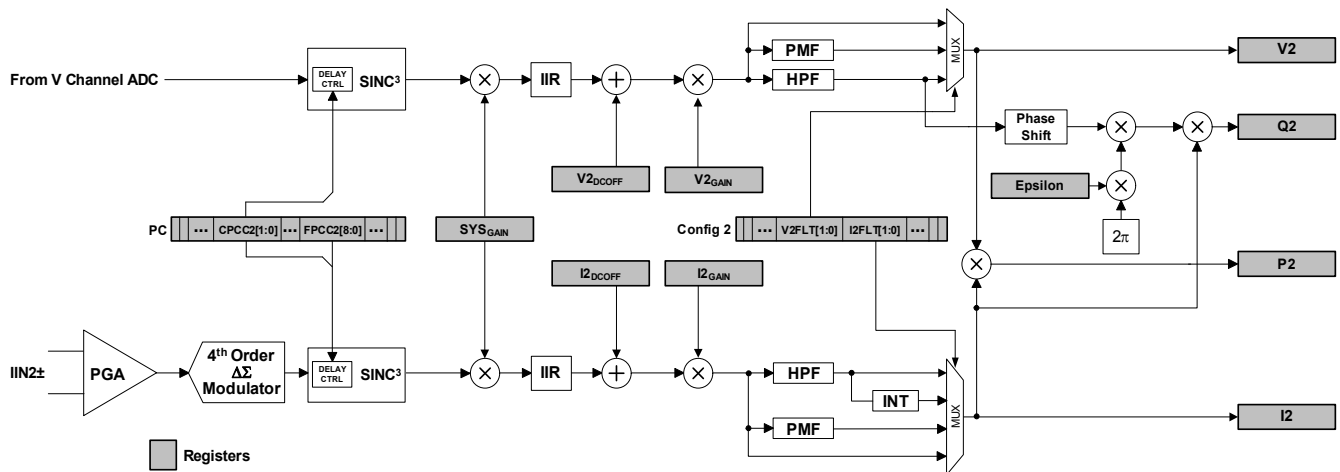 PMF
MUX
V2
From V Channel ADC
DELAY CTRL
SINC³
IIR
HPF
Phase Shift
Q2
V2DCOFF
V2GAIN
Epsilon
PC
... CPCC2[1:0] ... FPCC2[8:0] ...
SYSGAIN
Config 2
... V2FLT[1:0] I2FLT[1:0] ...
2π
P2
I2DCOFF
I2GAIN
IIN2±
PGA
4th Order
ΔΣ
Modulator
DELAY CTRL
SINC³
IIR
HPF
INT
PMF
MUX
I2
Registers